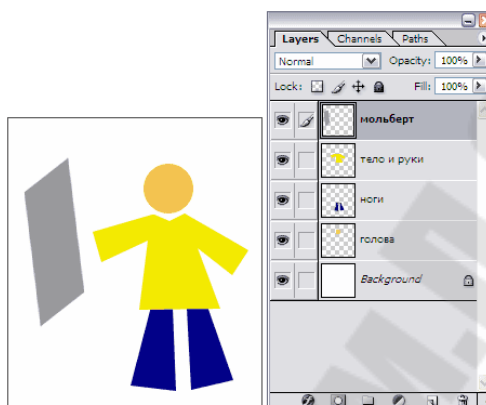 Layers Channels Paths
Normal Opacity: 100%
Lock: Fill: 100%
мольберт
тело и руки
ноги
голова
Background